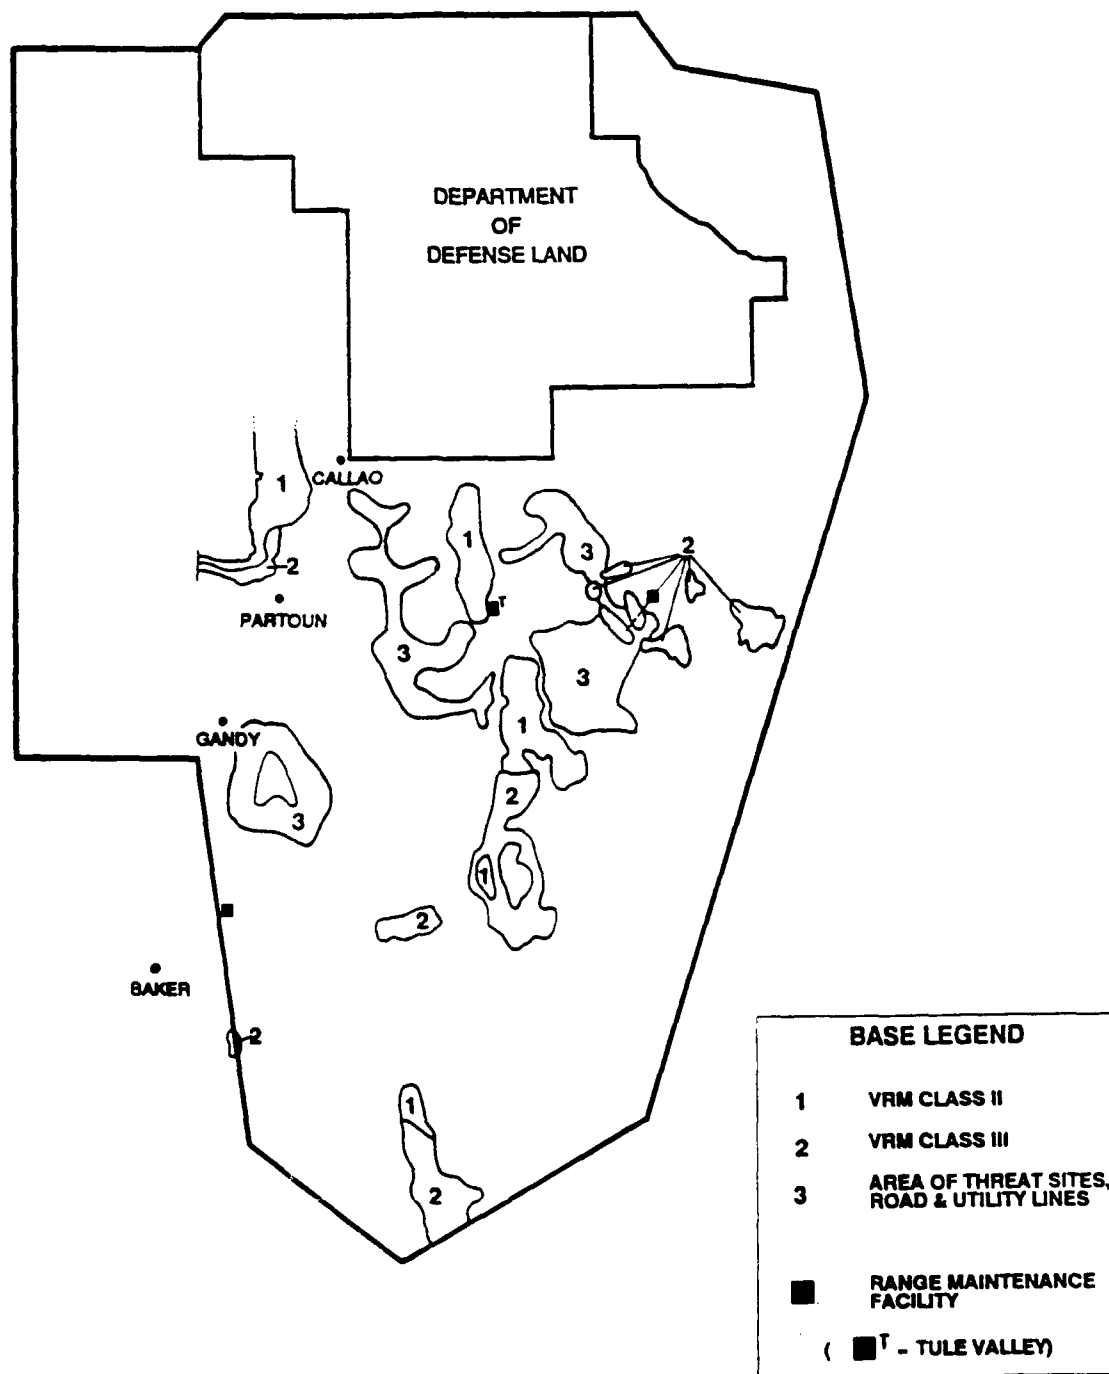 DEPARTMENT
OF
DEFENSE LAND
1
CALLAO
1
3
2
2
PARTOUN
T
3
3
GANDY
1
2
3
1
2
BAKER
2
1
2
BASE LEGEND
1 VRM CLASS II
2 VRM CLASS III
3 AREA OF THREAT SITES,
ROAD & UTILITY LINES
RANGE MAINTENANCE
FACILITY
( T - TULE VALLEY)